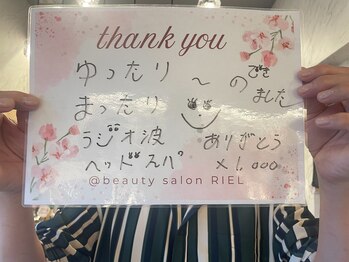 thank you
ゆったり〜の
まったり
できました
ラジオ波
ヘッドスパ
ありがとう
×1,000
@beauty salon RIEL